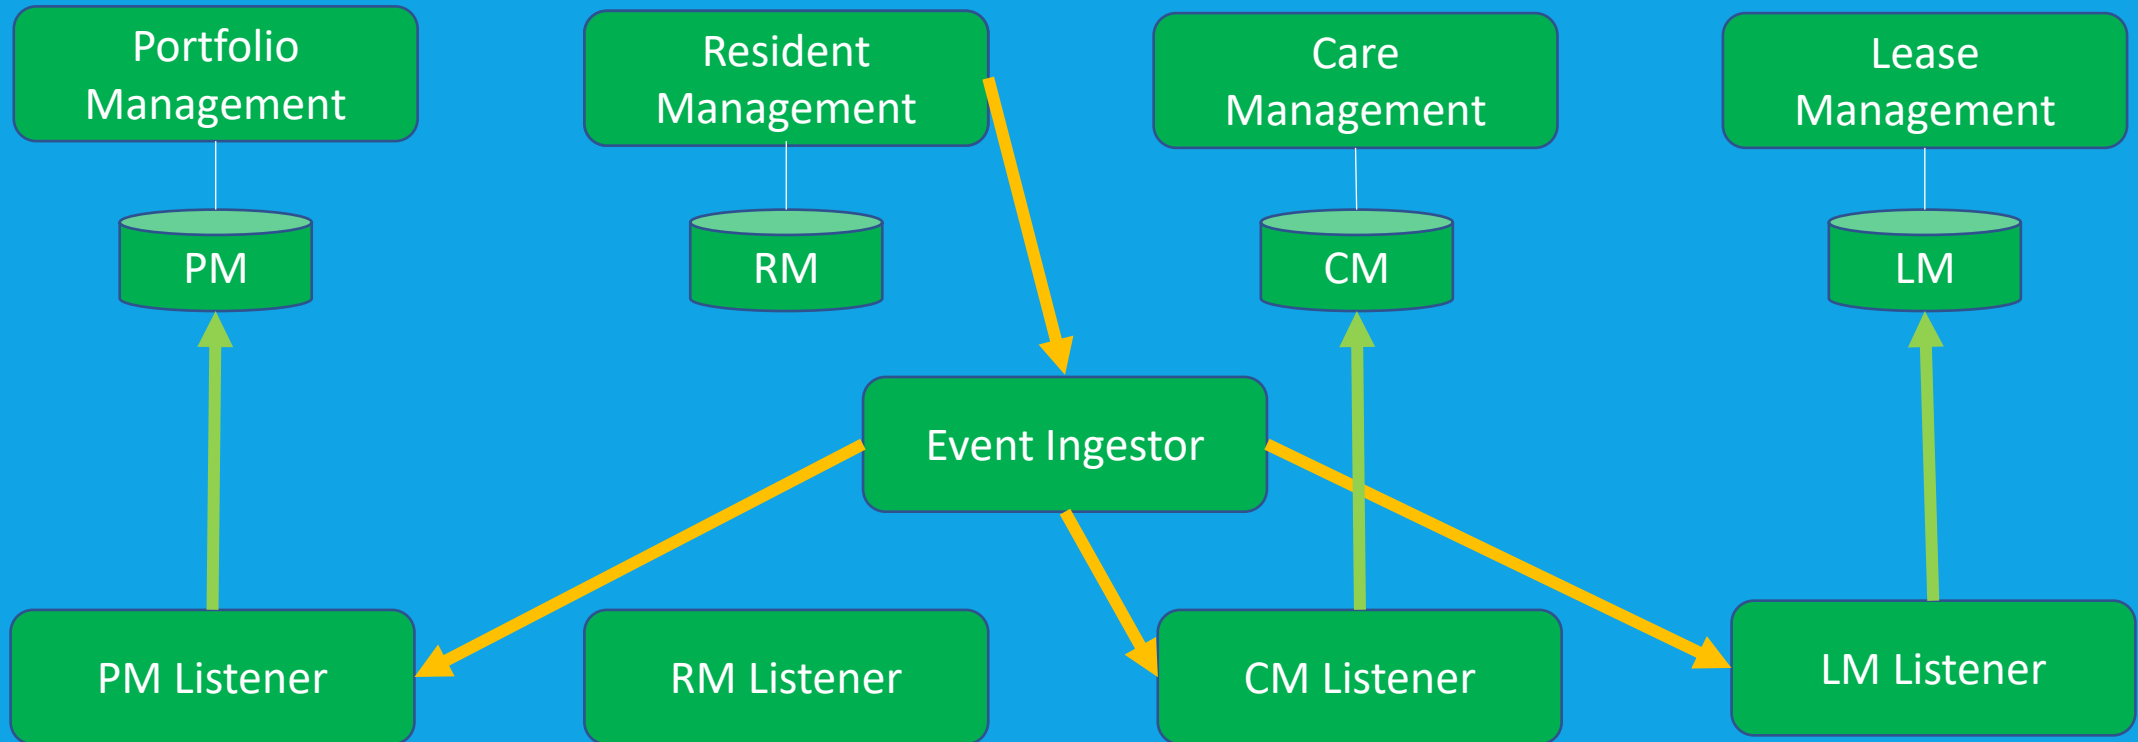 Portfolio
Management
Resident
Management
Care
Management
Lease
Management
PM
RM
CM
LM
Event Ingestor
PM Listener
RM Listener
CM Listener
LM Listener